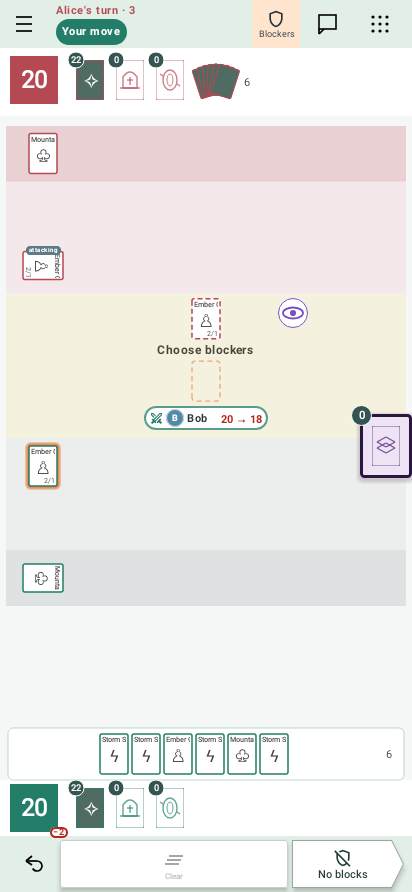 Alice's turn · 3
Your move
Blockers
20
22
0
0
6
Mounta
attacking
Ember (
2/1
Ember (
2/1
Choose blockers
B Bob 20 → 18
0
Ember (
2/1
Mounta
Storm S
Storm S
Ember (
Storm S
Mounta
Storm S
6
20
-2
22
0
0
Clear
No blocks